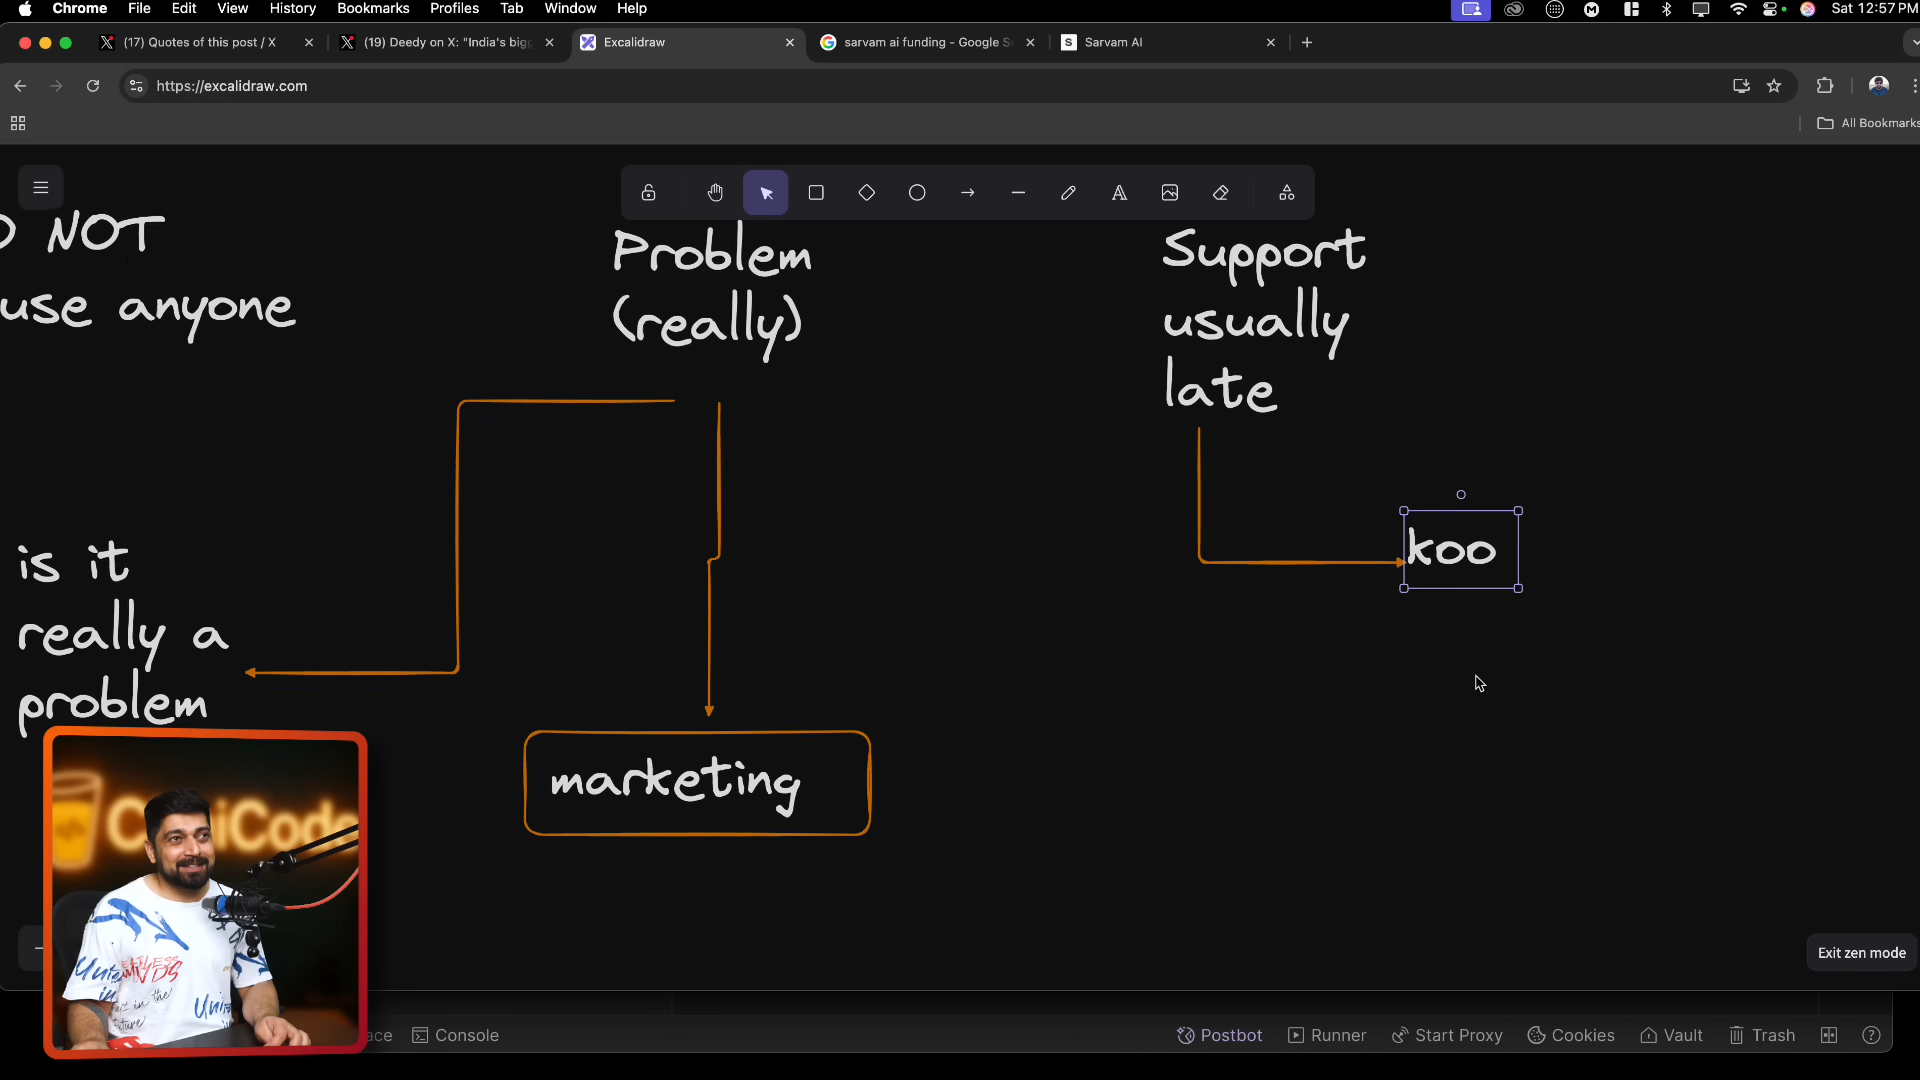 Chrome File Edit View History Bookmarks Profiles Tab Window Help Sat 12:57 PM
(17) Quotes of this post / X (19) Deedy on X: "India's big Excalidraw sarvam ai funding - Google S Sarvam AI
https://excalidraw.com
All Bookmarks
NOT
use anyone
Problem
(really)
Support
usually
late
koo
is it
really a
problem
marketing
Exit zen mode
Console Postbot Runner Start Proxy Cookies Vault Trash